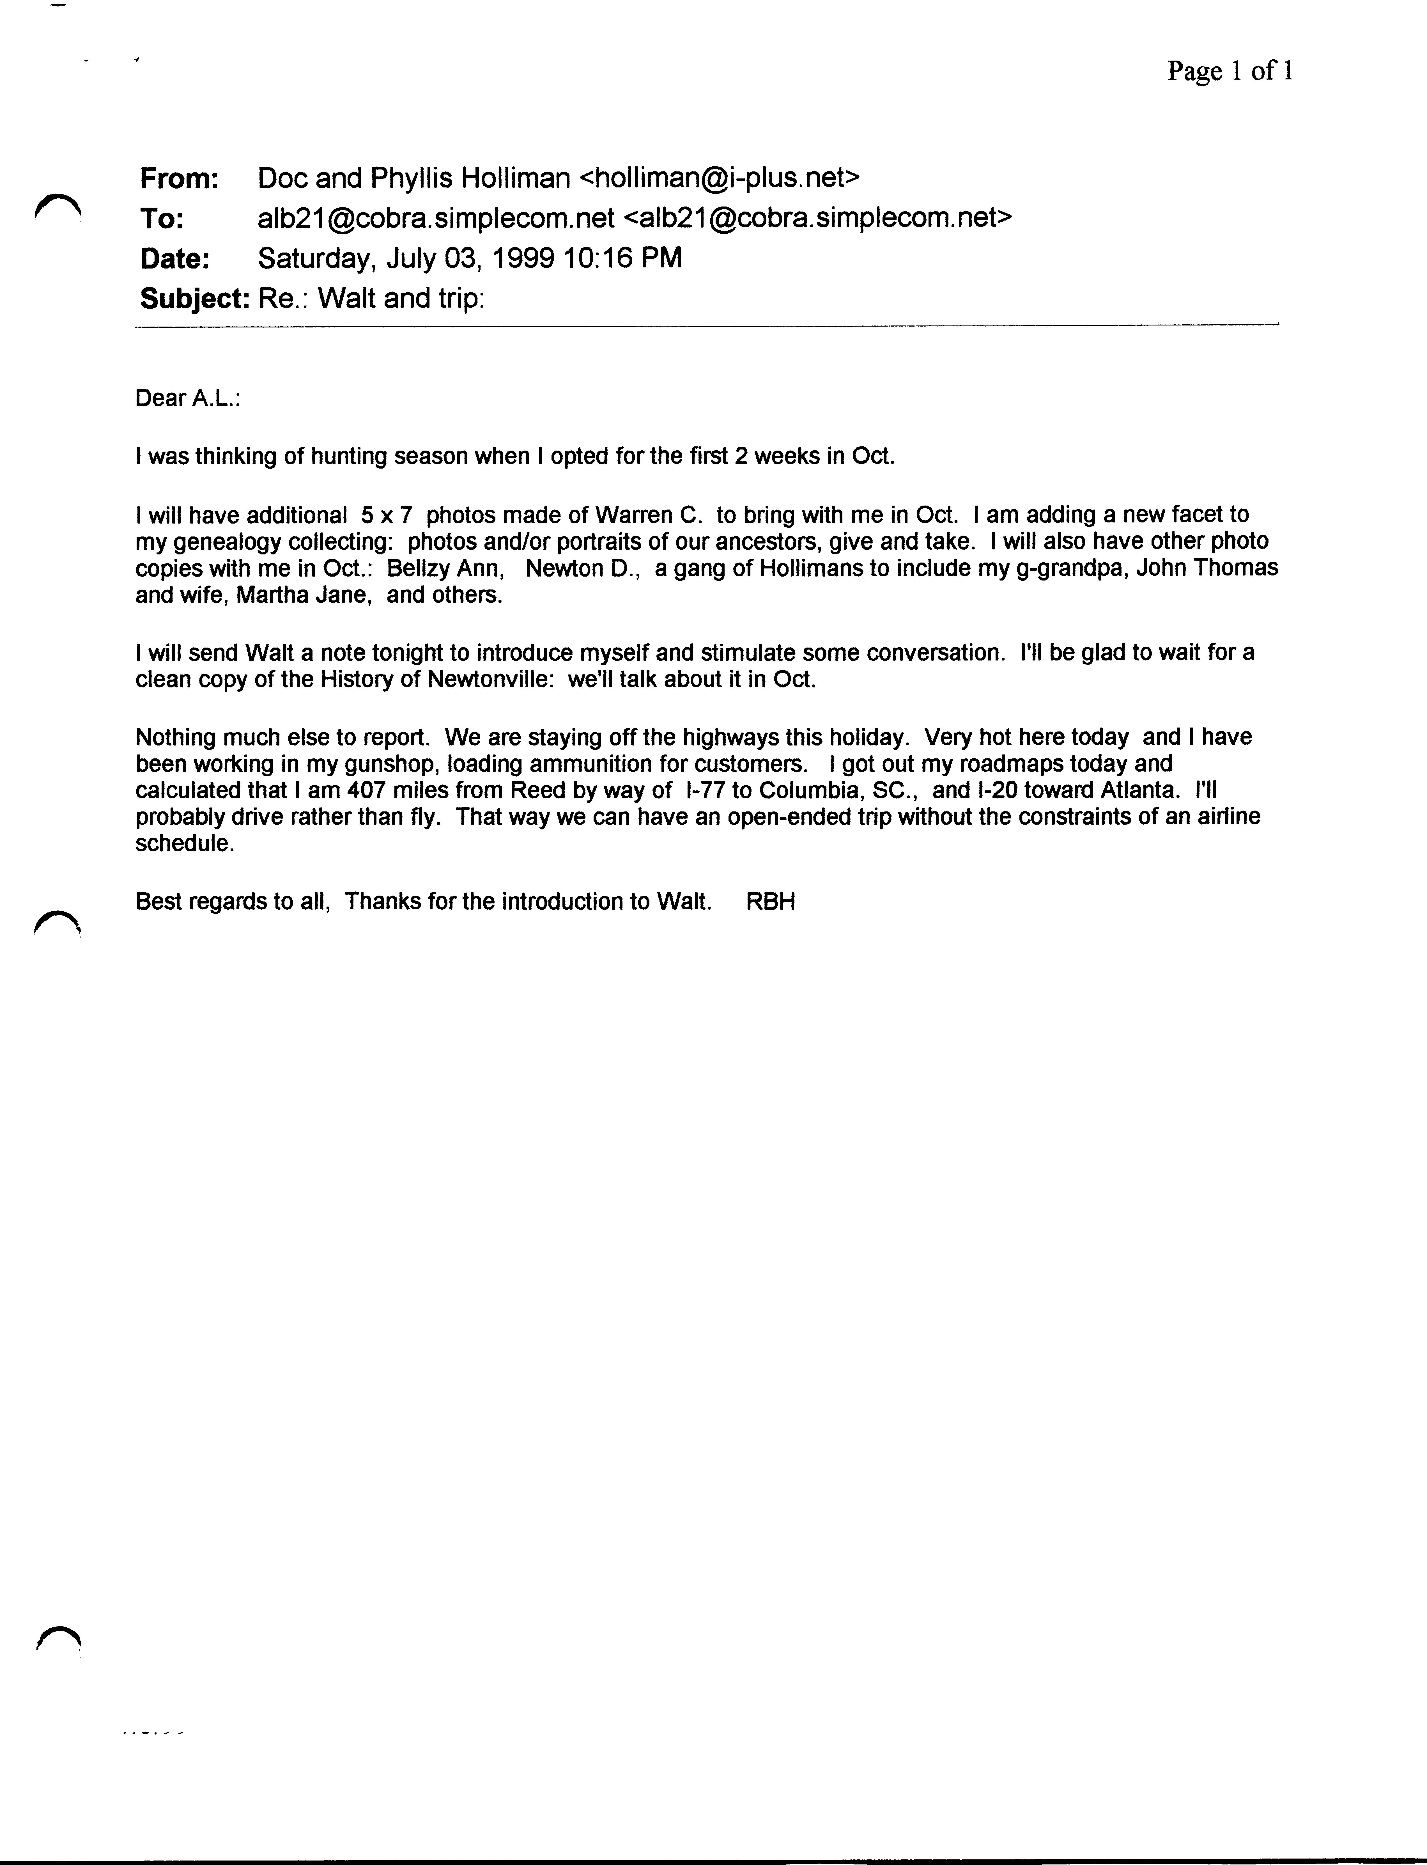 Page 1 of 1
From: Doc and Phyllis Holliman <holliman@i-plus.net>
To: alb21@cobra.simplecom.net <alb21@cobra.simplecom.net>
Date: Saturday, July 03, 1999 10:16 PM
Subject: Re.: Walt and trip:
Dear A.L.:
I was thinking of hunting season when I opted for the first 2 weeks in Oct.
I will have additional 5 x 7 photos made of Warren C. to bring with me in Oct. I am adding a new facet to
my genealogy collecting: photos and/or portraits of our ancestors, give and take. I will also have other photo
copies with me in Oct.: Bellzy Ann, Newton D., a gang of Hollimans to include my g-grandpa, John Thomas
and wife, Martha Jane, and others.
I will send Walt a note tonight to introduce myself and stimulate some conversation. I'll be glad to wait for a
clean copy of the History of Newtonville: we'll talk about it in Oct.
Nothing much else to report. We are staying off the highways this holiday. Very hot here today and I have
been working in my gunshop, loading ammunition for customers. I got out my roadmaps today and
calculated that I am 407 miles from Reed by way of I-77 to Columbia, SC., and I-20 toward Atlanta. I'll
probably drive rather than fly. That way we can have an open-ended trip without the constraints of an airline
schedule.
Best regards to all, Thanks for the introduction to Walt. RBH